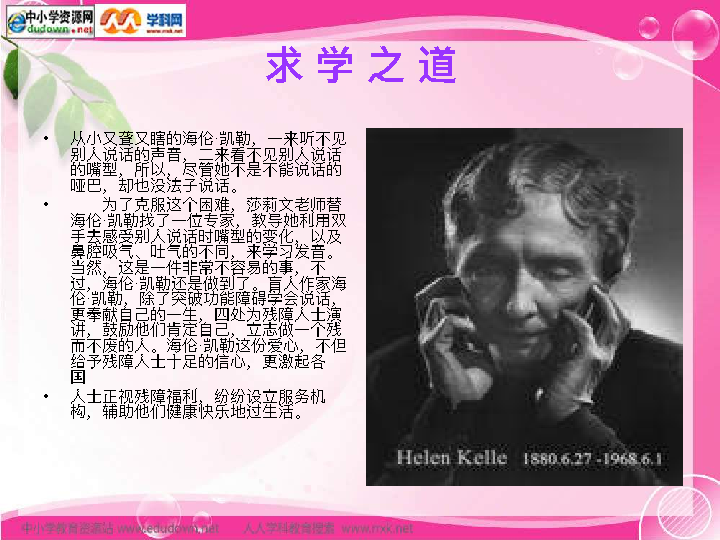 中小学资源网
dudown.net
学科网
www.nxk.net
求学之道
• 从小又聋又瞎的海伦·凯勒，一来听不见
别人说话的声音，二来看不见别人说话
的嘴型，所以，尽管她不是不能说话的
哑巴，却也没法子说话。
• 为了克服这个困难，莎莉文老师替
海伦·凯勒找了一位专家，教导她利用双
手去感受别人说话时嘴型的变化，以及
鼻腔吸气、吐气的不同，来学习发音。
当然，这是一件非常不容易的事，不
过，海伦·凯勒还是做到了。盲人作家海
伦·凯勒，除了突破功能障碍学会说话，
更奉献自己的一生，四处为残障人士演
讲，鼓励他们肯定自己，立志做一个残
而不废的人。海伦·凯勒这份爱心，不但
给予残障人士十足的信心，更激起各
国
• 人士正视残障福利，纷纷设立服务机
构，辅助他们健康快乐地过生活。
Helen Kelle 1880.6.27 -1968.6.1
中小学教育资源站 www.edudown.net 人人学科教育搜索 www.nxk.net